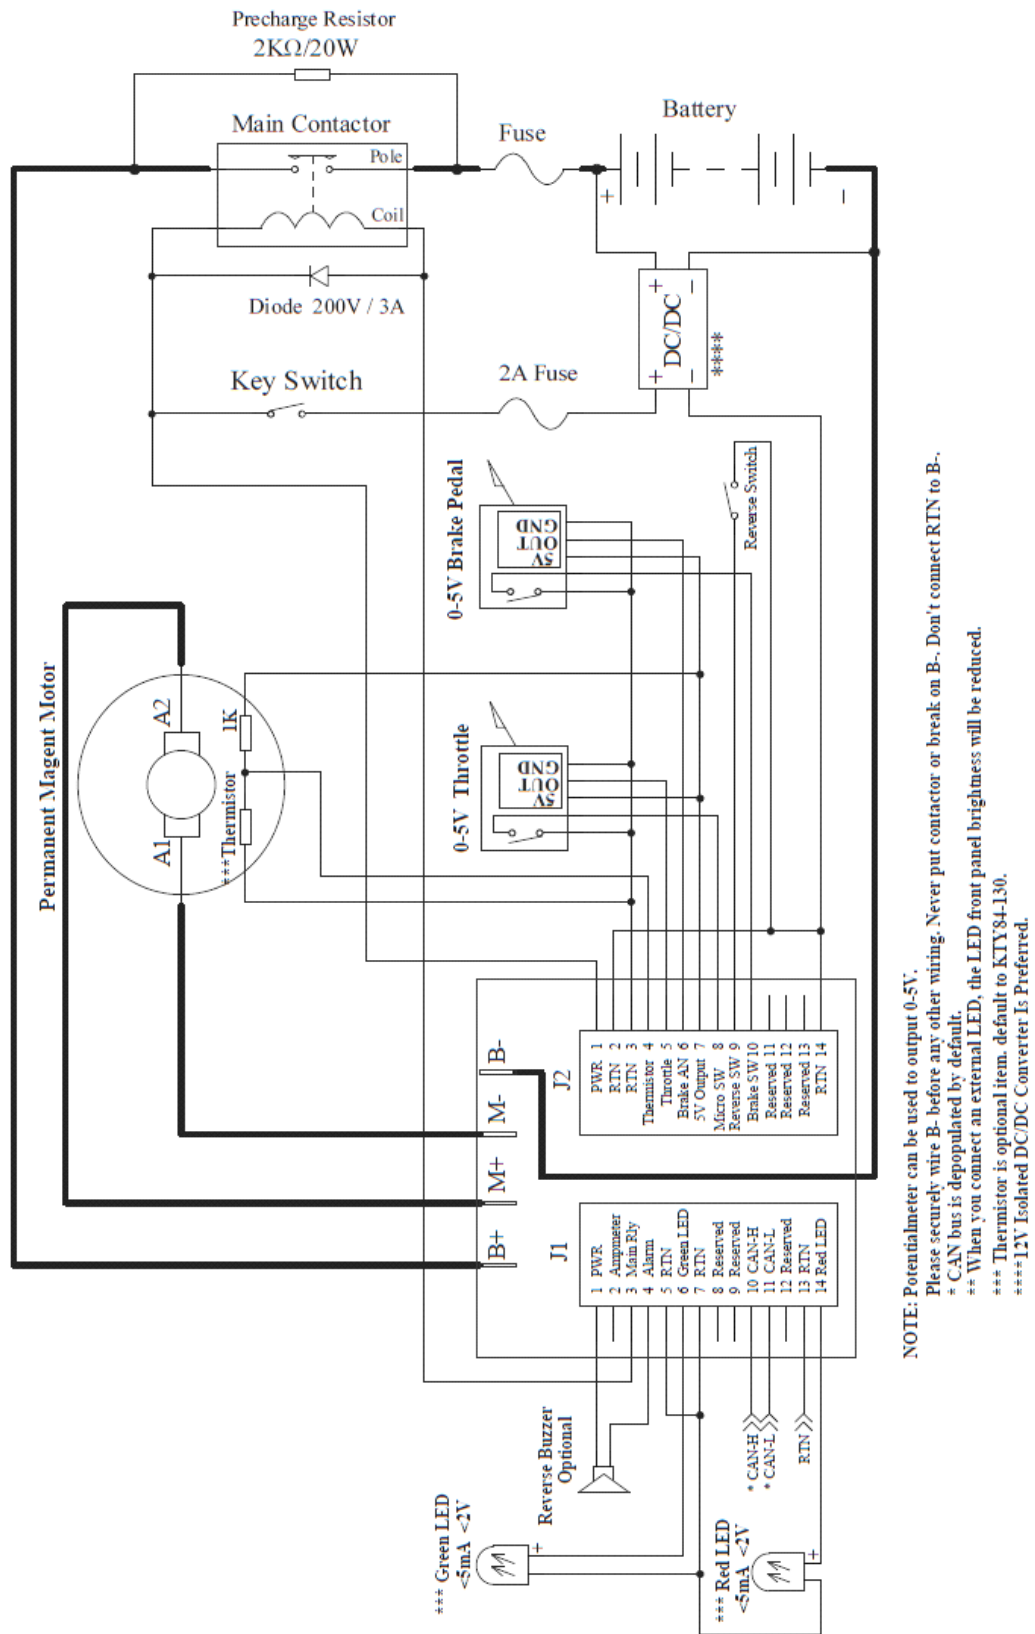 Precharge Resistor
2KΩ/20W
Main Contactor
Pole
Coil
Fuse
Battery
+
-
Diode 200V / 3A
+
-
DC/DC
+
-
****
Key Switch
2A Fuse
Reverse Switch
0-5V Brake Pedal
GND
OUT
5V
Permanent Magent Motor
A1
A2
***Thermistor
1K
0-5V Throttle
GND
OUT
5V
B+
M+
M-
B-
J2
PWR 1
RTN 2
RTN 3
Thermistor 4
Throttle 5
Brake AN 6
5V Output 7
Micro SW 8
Reverse SW 9
Brake SW10
Reserved 11
Reserved 12
Reserved 13
RTN 14
J1
1 PWR
2 Ampmeter
3 Main Rly
4 Alarm
5 RTN
6 Green LED
7 RTN
8 Reserved
9 Reserved
10 CAN-H
11 CAN-L
12 Reserved
13 RTN
14 Red LED
Reverse Buzzer
Optional
*** Green LED
<5mA <2V
+
* CAN-H
* CAN-L
RTN
*** Red LED
<5mA <2V
+
NOTE: Potentialmeter can be used to output 0-5V.
Please securely wire B- before any other wiring. Never put contactor or break on B-. Don't connect RTN to B-.
* CAN bus is depopulated by default.
** When you connect an external LED, the LED front panel brightness will be reduced.
*** Thermistor is optional item. default to KTY84-130.
****12V Isolated DC/DC Converter Is Preferred.